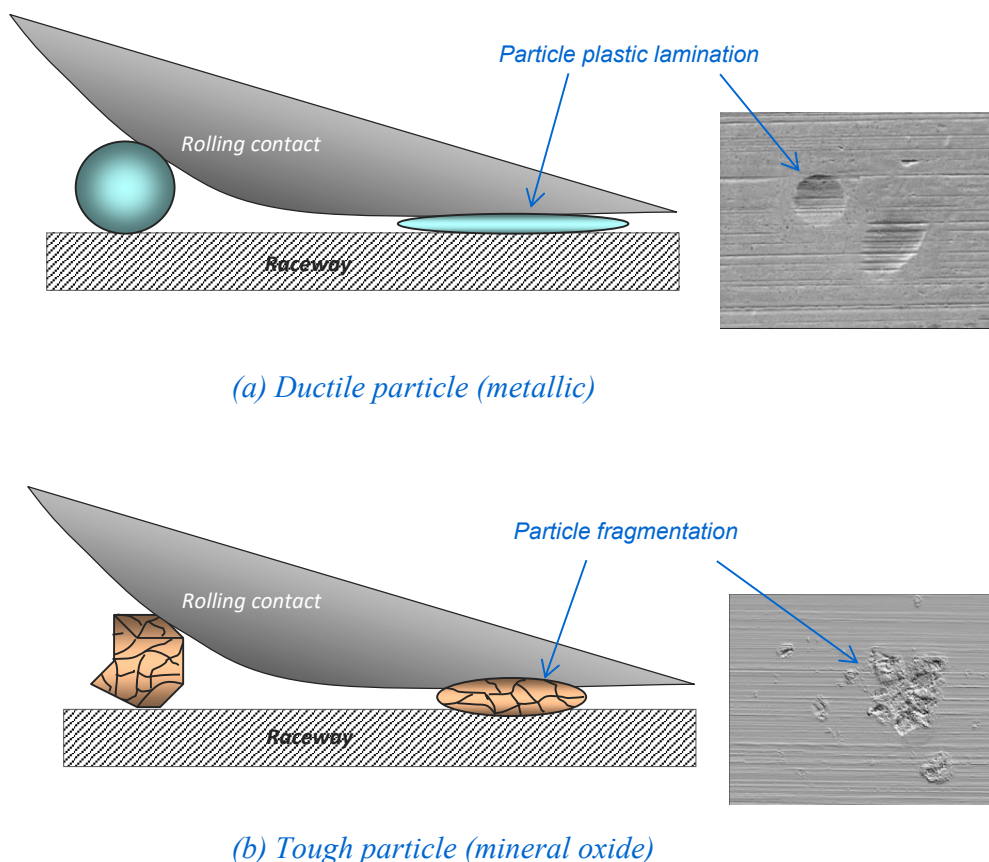 Particle plastic lamination
Rolling contact
Raceway
(a) Ductile particle (metallic)
Particle fragmentation
Rolling contact
Raceway
(b) Tough particle (mineral oxide)